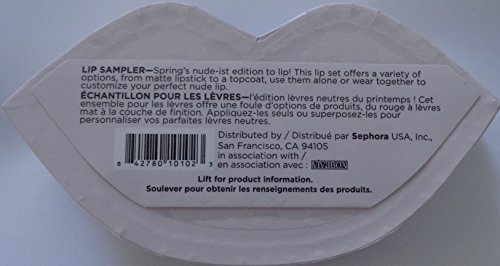 LIP SAMPLER—Spring's nude-ist edition to lip! This lip set offers a variety of
options, from matte lipstick to a topcoat, use them alone or wear together to
customize your perfect nude lip.
ÉCHANTILLON POUR LES LÈVRES—l'édition lèvres neutres du printemps ! Cet
ensemble pour les lèvres offre une foule d'options de produits, du rouge à lèvres
mat à la couche de finition. Appliquez-les seuls ou superposez-les pour
personnaliser vos parfaites lèvres neutres.
Distributed by / Distribué par Sephora USA, Inc.,
San Francisco, CA 94105
in association with /
en association avec : VIVABOX
8 42780 10102 3
Lift for product information.
Soulever pour obtenir les renseignements des produits.